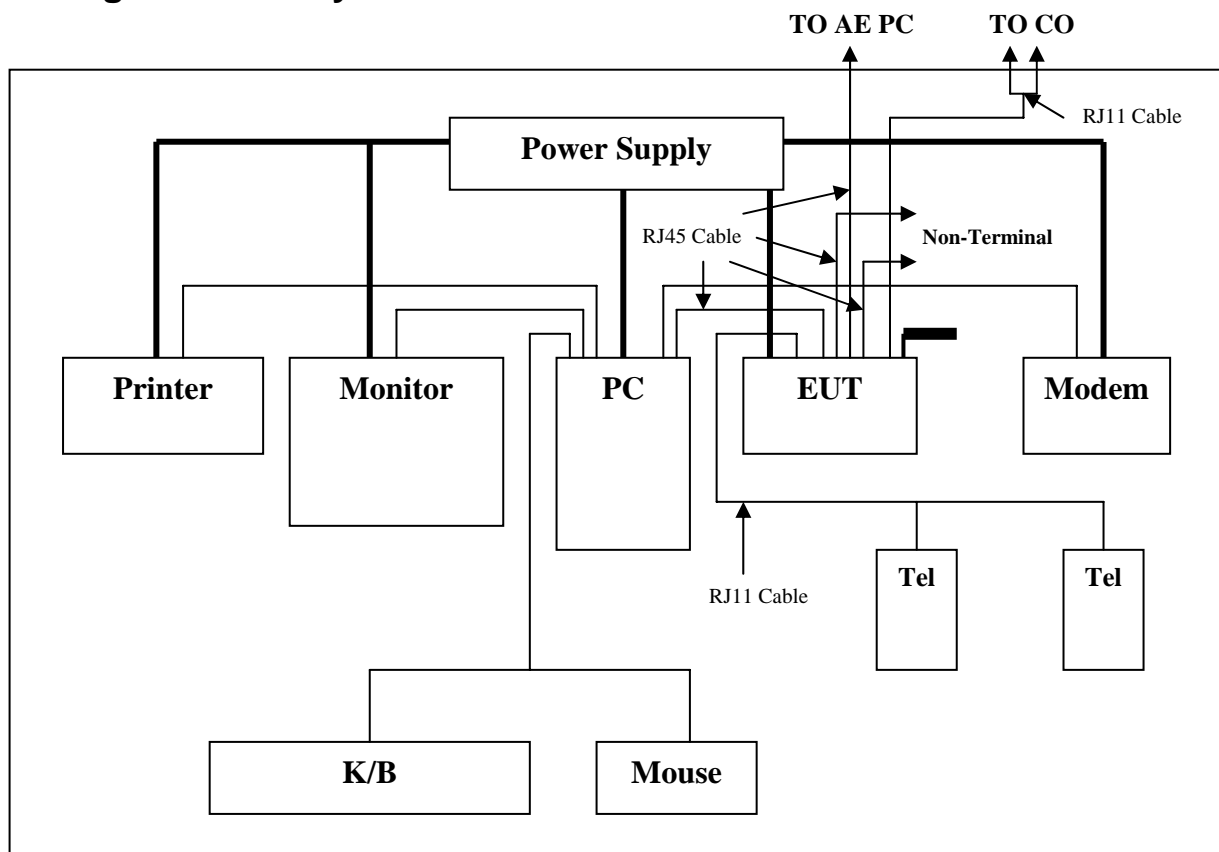 TO AE PC
TO CO
RJ11 Cable
Power Supply
RJ45 Cable
Non-Terminal
Printer
Monitor
PC
EUT
Modem
Tel
Tel
RJ11 Cable
K/B
Mouse